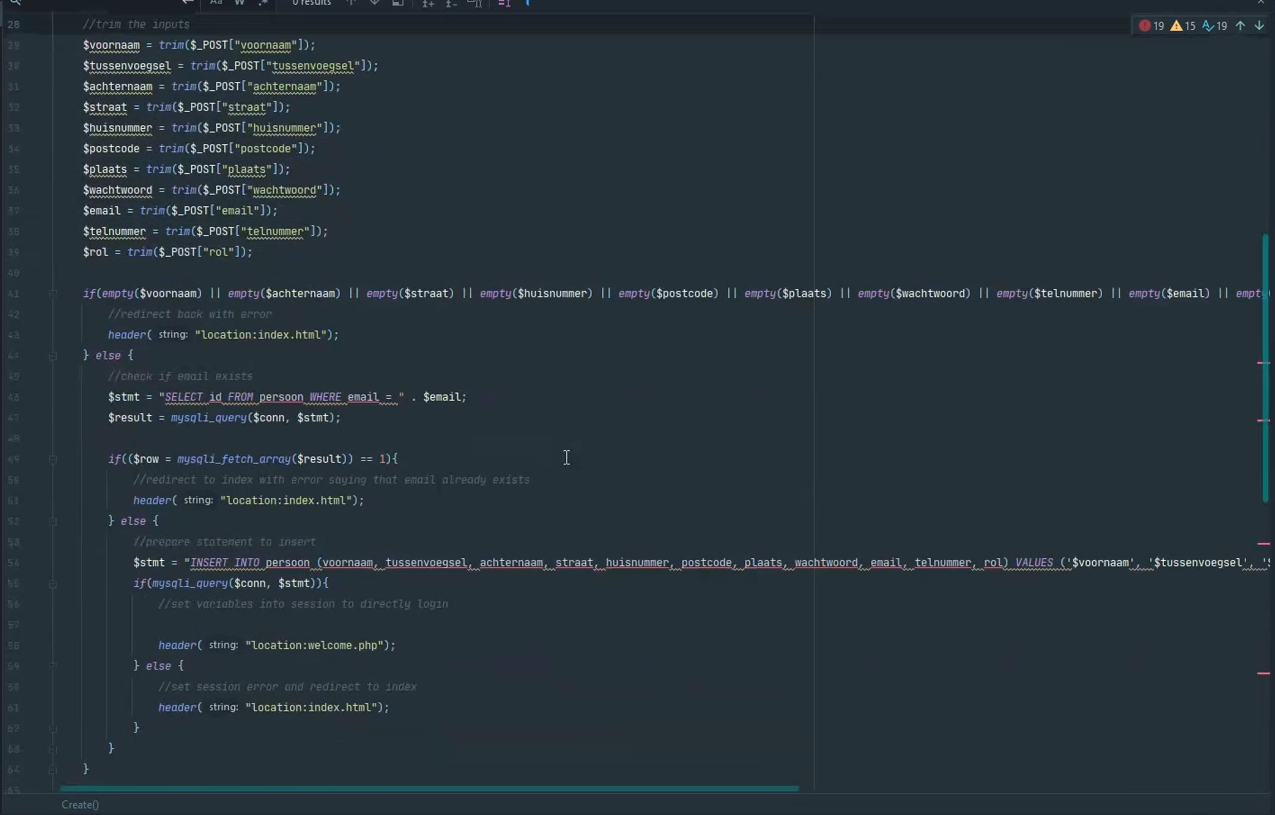 Aa W .* 0 results
28 //trim the inputs 19 15 19
29 $voornaam = trim($_POST["voornaam"]);
30 $tussenvoegsel = trim($_POST["tussenvoegsel"]);
31 $achternaam = trim($_POST["achternaam"]);
32 $straat = trim($_POST["straat"]);
33 $huisnummer = trim($_POST["huisnummer"]);
34 $postcode = trim($_POST["postcode"]);
35 $plaats = trim($_POST["plaats"]);
36 $wachtwoord = trim($_POST["wachtwoord"]);
37 $email = trim($_POST["email"]);
38 $telnummer = trim($_POST["telnummer"]);
39 $rol = trim($_POST["rol"]);
40
41 if(empty($voornaam) || empty($achternaam) || empty($straat) || empty($huisnummer) || empty($postcode) || empty($plaats) || empty($wachtwoord) || empty($telnummer) || empty($email) || empty
42 //redirect back with error
43 header( string: "location:index.html");
44 } else {
45 //check if email exists
46 $stmt = "SELECT id FROM persoon WHERE email = " . $email;
47 $result = mysqli_query($conn, $stmt);
48
49 if(($row = mysqli_fetch_array($result)) == 1){
50 //redirect to index with error saying that email already exists
51 header( string: "location:index.html");
52 } else {
53 //prepare statement to insert
54 $stmt = "INSERT INTO persoon (voornaam, tussenvoegsel, achternaam, straat, huisnummer, postcode, plaats, wachtwoord, email, telnummer, rol) VALUES ('$voornaam', '$tussenvoegsel', '$
55 if(mysqli_query($conn, $stmt)){
56 //set variables into session to directly login
57
58 header( string: "location:welcome.php");
59 } else {
60 //set session error and redirect to index
61 header( string: "location:index.html");
62 }
63 }
64 }
65
Create()